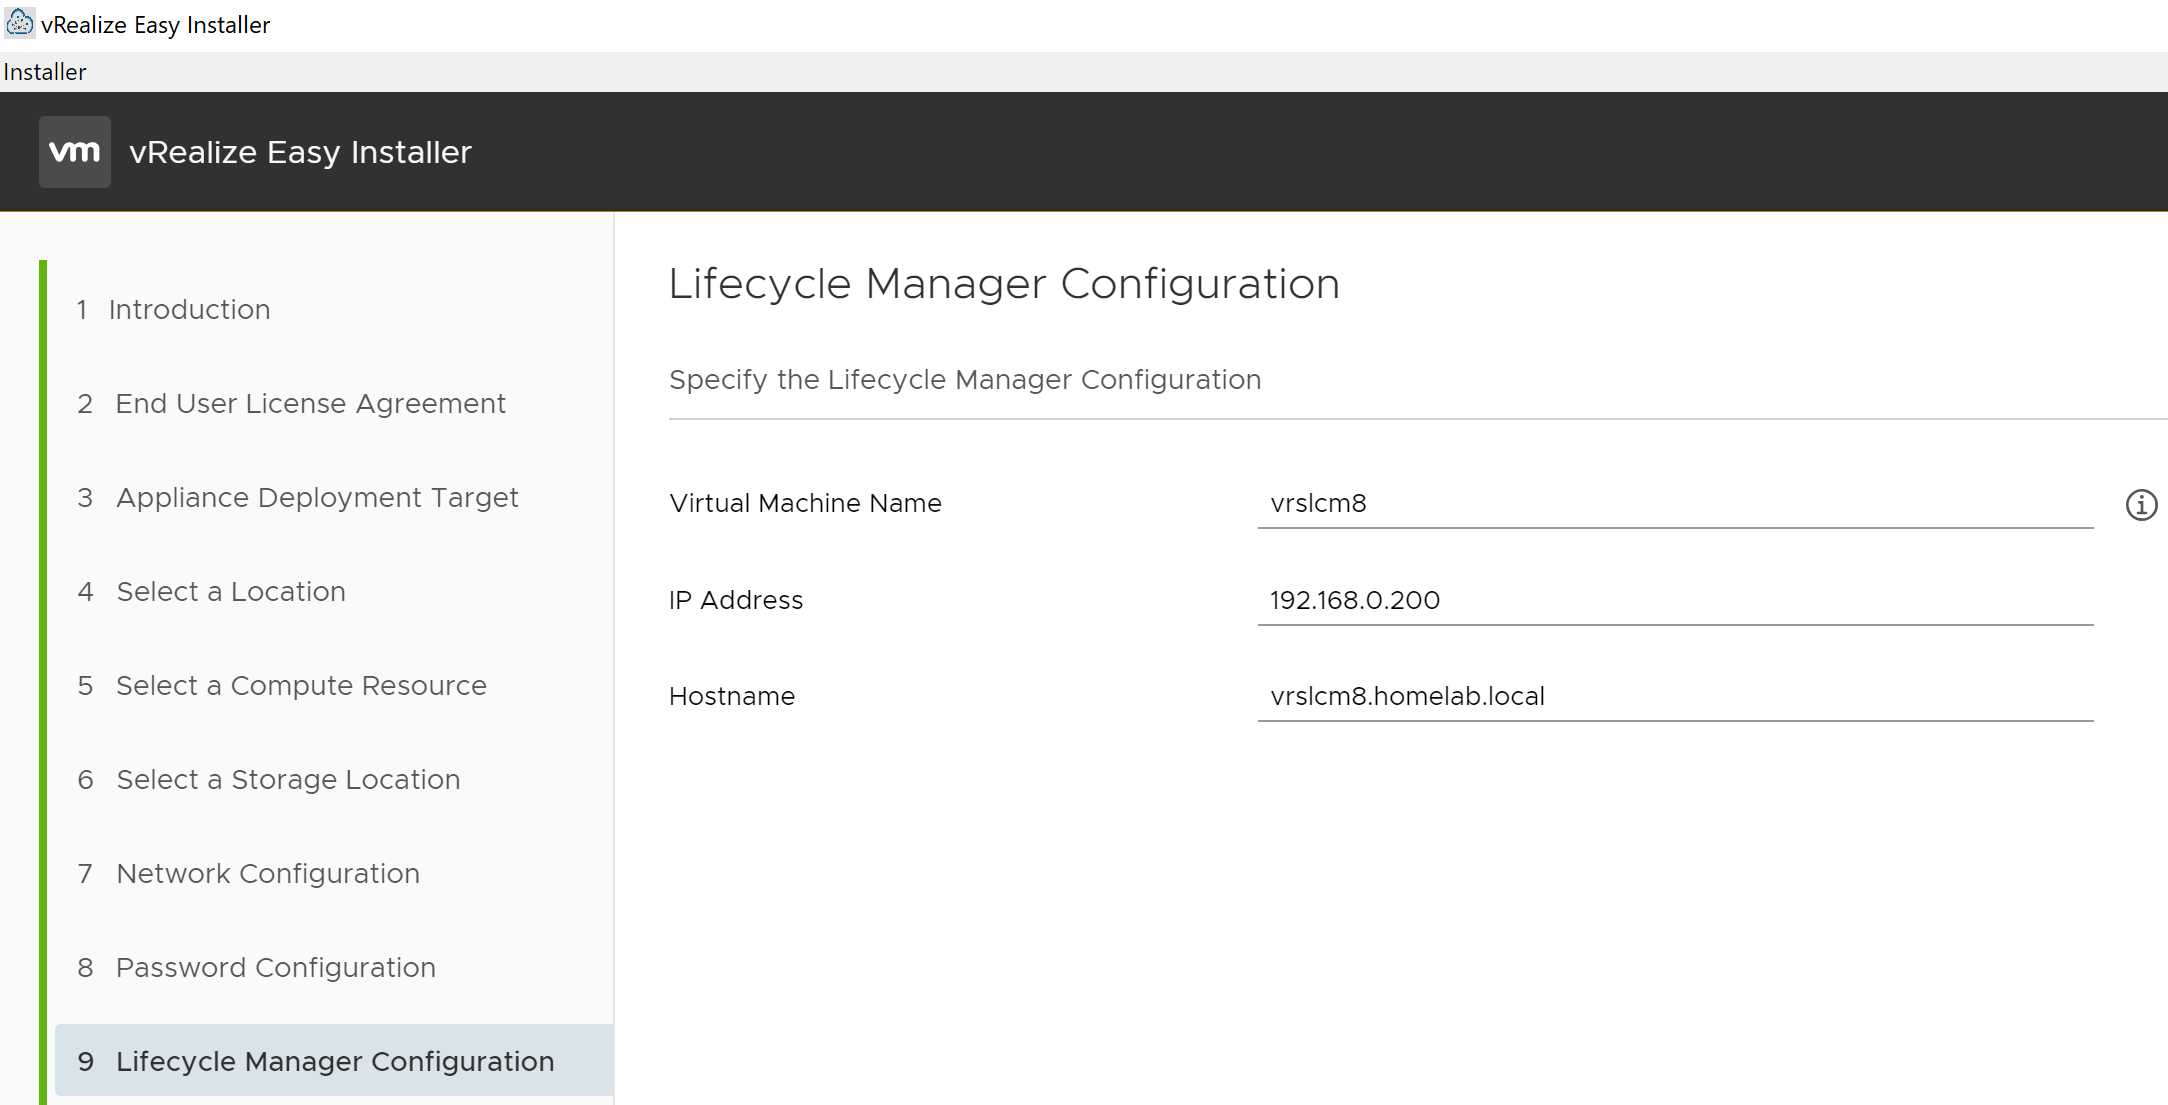 vRealize Easy Installer
Installer
vm vRealize Easy Installer
1 Introduction
2 End User License Agreement
3 Appliance Deployment Target
4 Select a Location
5 Select a Compute Resource
6 Select a Storage Location
7 Network Configuration
8 Password Configuration
9 Lifecycle Manager Configuration
Lifecycle Manager Configuration
Specify the Lifecycle Manager Configuration
Virtual Machine Name vrslcm8
IP Address 192.168.0.200
Hostname vrslcm8.homelab.local